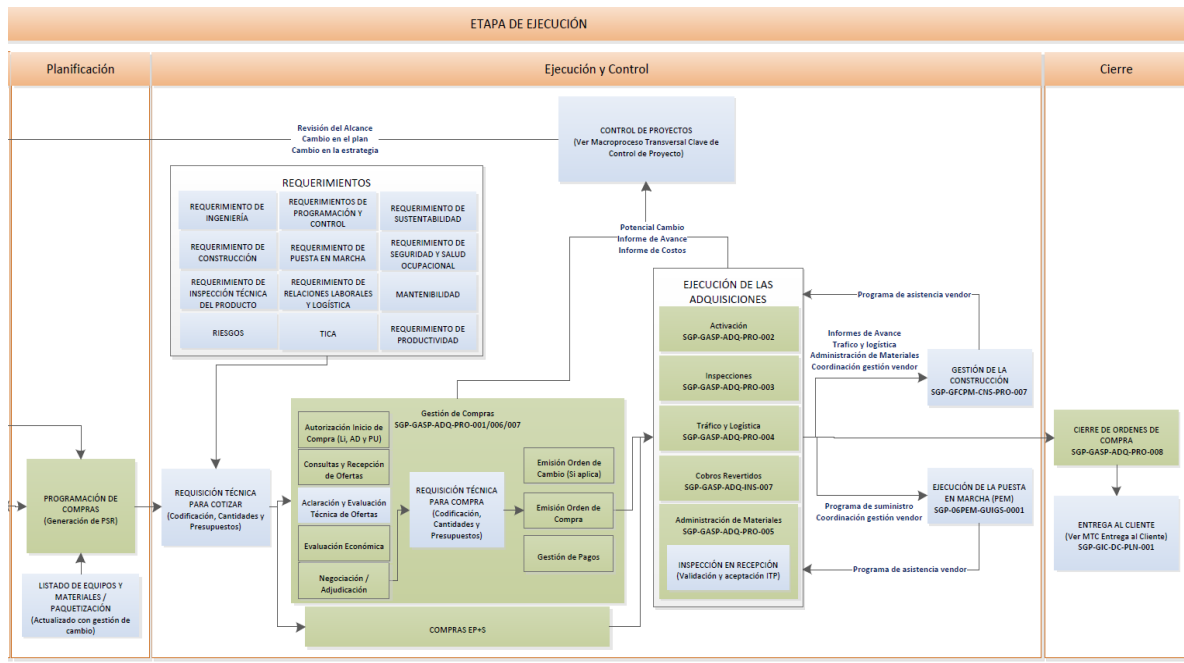 ETAPA DE EJECUCIÓN
Planificación
Ejecución y Control
Cierre
Revisión del Alcance
Cambio en el plan
Cambio en la estrategia
CONTROL DE PROYECTOS
(Ver Macroproceso Transversal Clave de
Control de Proyecto)
REQUERIMIENTOS
REQUERIMIENTO DE
INGENIERÍA
REQUERIMIENTOS DE
PROGRAMACIÓN Y
CONTROL
REQUERIMIENTO DE
SUSTENTABILIDAD
REQUERIMIENTO DE
CONSTRUCCIÓN
REQUERIMIENTO DE
PUESTA EN MARCHA
REQUERIMIENTO DE
SEGURIDAD Y SALUD
OCUPACIONAL
REQUERIMIENTO DE
INSPECCIÓN TÉCNICA
DEL PRODUCTO
REQUERIMIENTO DE
RELACIONES LABORALES
Y LOGÍSTICA
MANTENIBILIDAD
RIESGOS
TICA
REQUERIMIENTO DE
PRODUCTIVIDAD
Potencial Cambio
Informe de Avance
Informe de Costos
PROGRAMACIÓN DE
COMPRAS
(Generación de PSR)
LISTADO DE EQUIPOS Y
MATERIALES /
PAQUETIZACIÓN
(Actualizado con gestión de
cambio)
REQUISICIÓN TÉCNICA
PARA COTIZAR
(Codificación, Cantidades y
Presupuestos)
Gestión de Compras
SGP-GASP-ADQ-PRO-001/006/007
Autorización Inicio de
Compra (Li, AD y PU)
Consultas y Recepción
de Ofertas
Aclaración y Evaluación
Técnica de Ofertas
Evaluación Económica
Negociación /
Adjudicación
REQUISICIÓN TÉCNICA
PARA COMPRA
(Codificación,
Cantidades y
Presupuestos)
Emisión Orden de
Cambio (Si aplica)
Emisión Orden de
Compra
Gestión de Pagos
COMPRAS EP+S
EJECUCIÓN DE LAS
ADQUISICIONES
Activación
SGP-GASP-ADQ-PRO-002
Inspecciones
SGP-GASP-ADQ-PRO-003
Tráfico y Logística
SGP-GASP-ADQ-PRO-004
Cobros Revertidos
SGP-GASP-ADQ-INS-007
Administración de Materiales
SGP-GASP-ADQ-PRO-005
INSPECCIÓN EN RECEPCIÓN
(Validación y aceptación ITP)
Programa de asistencia vendor
Informes de Avance
Trafico y logística
Administración de Materiales
Coordinación gestión vendor
GESTIÓN DE LA
CONSTRUCCIÓN
SGP-GFCPM-CNS-PRO-007
Programa de suministro
Coordinación gestión vendor
EJECUCIÓN DE LA PUESTA
EN MARCHA (PEM)
SGP-06PEM-GUIGS-0001
Programa de asistencia vendor
CIERRE DE ORDENES DE
COMPRA
SGP-GASP-ADQ-PRO-008
ENTREGA AL CLIENTE
(Ver MTC Entrega al Cliente)
SGP-GIC-DC-PLN-001